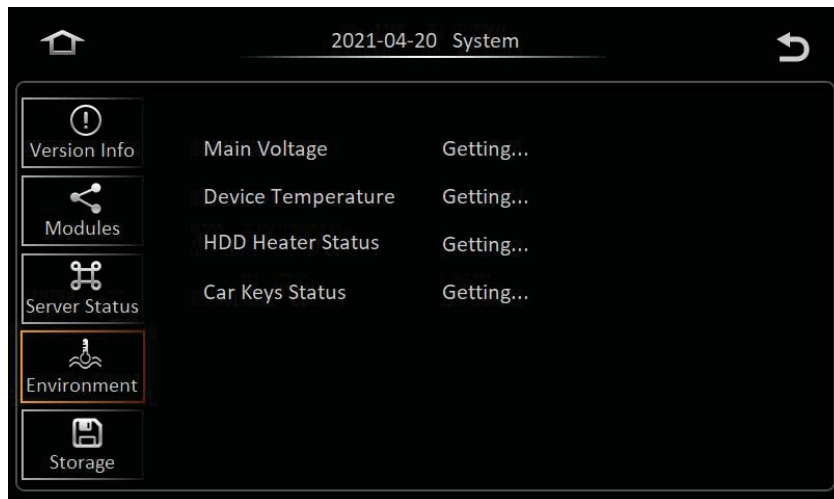 2021-04-20 System
Version Info
Modules
Server Status
Environment
Storage
Main Voltage Getting...
Device Temperature Getting...
HDD Heater Status Getting...
Car Keys Status Getting...